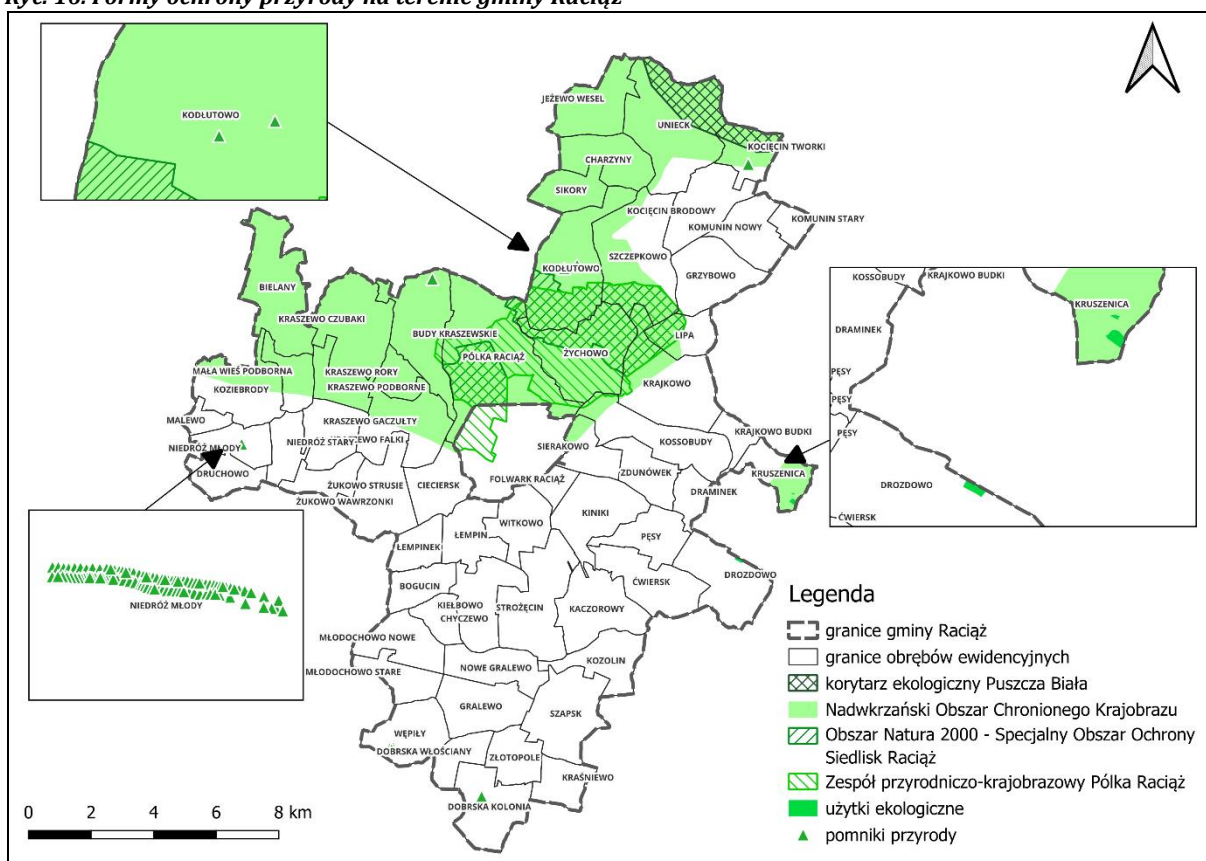 Ryc. 16. Formy ochrony przyrody na terenie gminy Raciąż
KODŁUTOWO
JEŻEWO WESEL
UNIECK
KOCIĘCIN TWORKI
CHARZYNY
SIKORY
KOCIĘCIN BRODOWY
KOMUNIN STARY
KOMUNIN NOWY
SZCZEPKOWO
KODŁUTOWO
GRZYBOWO
BIELANY
KRASZEWO CZUBAKI
BUDY KRASZEWSKIE
LIPA
PÓLKA RACIĄŻ
ŻYCHOWO
MAŁA WIEŚ PODBORNA
KRASZEWO RORY
KOZIEBRODY
KRASZEWO PODBORNE
KRAJKOWO
MALEWO
KRASZEWO GACZUŁTY
NIEDRÓŻ MŁODY
NIEDRÓŻ STARY
FALKI
SIERAKOWO
KOSSOBUDY
KRAJKOWO BUDKI
DRUCHOWO
ŻUKOWO STRUSIE
CIECIERSK
FOLWARK RACIĄŻ
ZDUNÓWEK
KRUSZENICA
ŻUKOWO WAWRZONKI
DRAMINEK
WITKOWO
KINIKI
ŁEMPINEK
ŁEMPIN
PĘSY
BOGUCIN
ĆWIERSK
DROZDOWO
KIEŁBOWO
CHYCZEWO
STROŻĘCIN
KACZOROWY
MŁODOCHOWO NOWE
NOWE GRALEWO
KOZOLIN
MŁODOCHOWO STARE
GRALEWO
SZAPSK
WĘPIŁY
DOBRSKA WŁOŚCIANY
ZŁOTOPOLE
KRAŚNIEWO
DOBRSKA KOLONIA
KOSSOBUDY
KRAJKOWO BUDKI
KRUSZENICA
DRAMINEK
PĘSY
PĘSY
PĘSY
DROZDOWO
ĆWIERSK
NIEDRÓŻ MŁODY
Legenda
granice gminy Raciąż
granice obrębów ewidencyjnych
korytarz ekologiczny Puszcza Biała
Nadwkrzański Obszar Chronionego Krajobrazu
Obszar Natura 2000 - Specjalny Obszar Ochrony
Siedlisk Raciąż
Zespół przyrodniczo-krajobrazowy Pólka Raciąż
użytki ekologiczne
pomniki przyrody
0 2 4 6 8 km